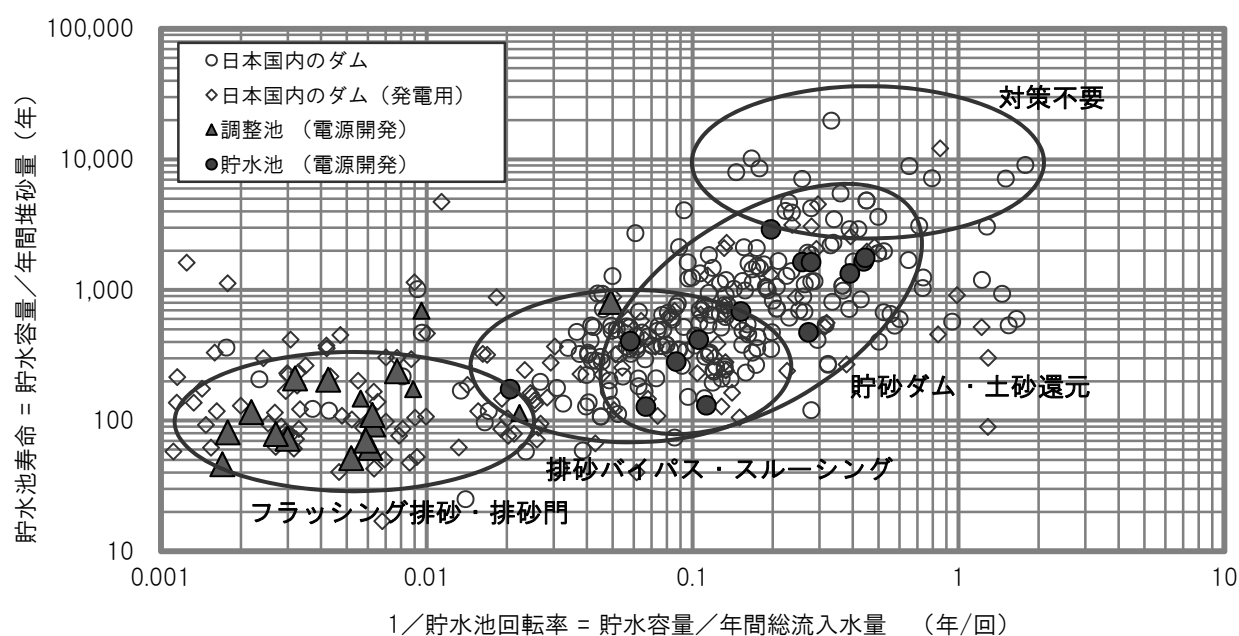 100,000
10,000
1,000
100
10
貯水池寿命 = 貯水容量／年間堆砂量（年）
日本国内のダム
日本国内のダム（発電用）
調整池 （電源開発）
貯水池 （電源開発）
対策不要
貯砂ダム・土砂還元
排砂バイパス・スルーシング
フラッシング排砂・排砂門
0.001 0.01 0.1 1 10
1／貯水池回転率 = 貯水容量／年間総流入水量 （年/回）